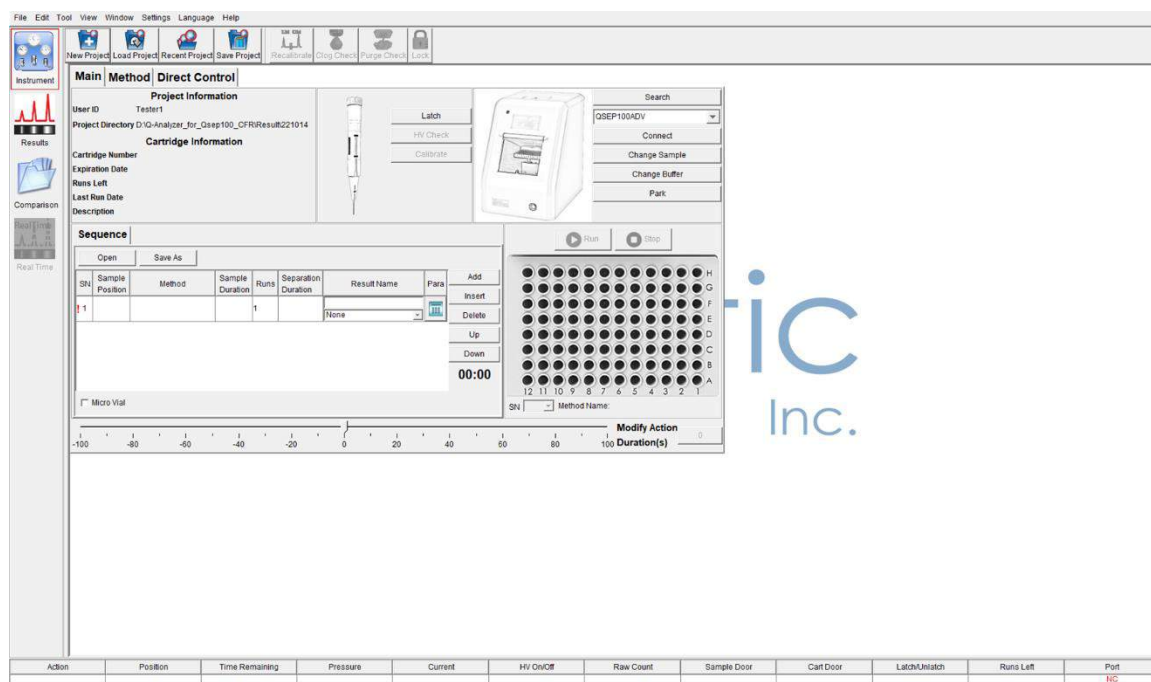 File Edit Tool View Window Settings Language Help
New Project Load Project Recent Project Save Project Recalibrate Clog Check Purge Check Lock
Instrument
Results
Comparison
Real Time
Main Method Direct Control
Project Information
User ID Tester1
Project Directory D:\Q-Analyzer_for_Qsep100_CFR\Result\221014
Cartridge Information
Cartridge Number
Expiration Date
Runs Left
Last Run Date
Description
Latch
HV Check
Calibrate
Search
QSEP100ADV
Connect
Change Sample
Change Buffer
Park
Sequence
Open Save As
SN Sample Position Method Sample Duration Runs Separation Duration Result Name Para
! 1 1
None
Add
Insert
Delete
Up
Down
00:00
Micro Vial
Run Stop
H
G
F
E
D
C
B
A
12 11 10 9 8 7 6 5 4 3 2 1
SN Method Name:
-100 -80 -60 -40 -20 0 20 40 60 80 100
Modify Action
Duration(s) 0
ic
Inc.
Action Position Time Remaining Pressure Current HV On/Off Raw Count Sample Door Cart Door Latch/Unlatch Runs Left Port
NC